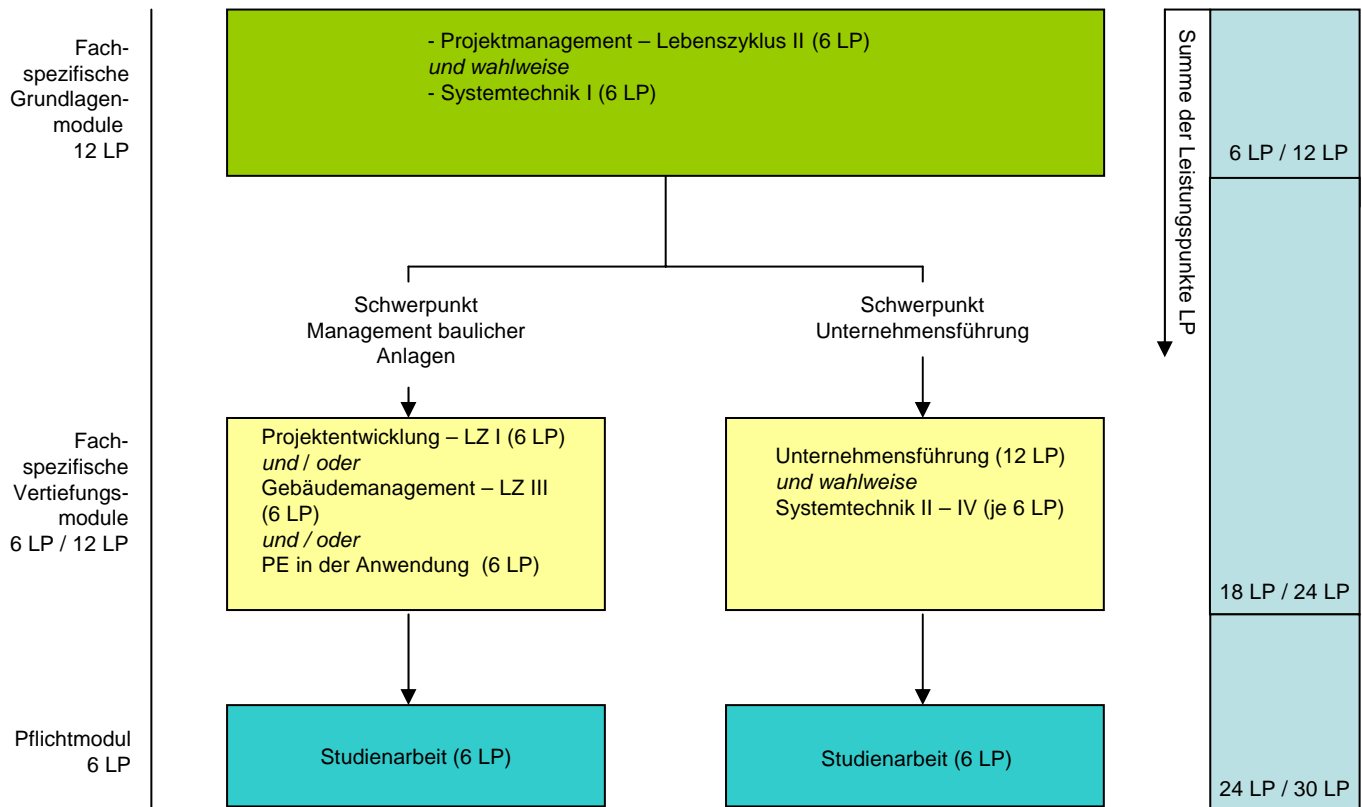 Fach-
spezifische
Grundlagen-
module
12 LP
- Projektmanagement – Lebenszyklus II (6 LP)
und wahlweise
- Systemtechnik I (6 LP)
Summe der Leistungspunkte LP
6 LP / 12 LP
Schwerpunkt
Management baulicher
Anlagen
Schwerpunkt
Unternehmensführung
Fach-
spezifische
Vertiefungs-
module
6 LP / 12 LP
Projektentwicklung – LZ I (6 LP)
und / oder
Gebäudemanagement – LZ III
(6 LP)
und / oder
PE in der Anwendung (6 LP)
Unternehmensführung (12 LP)
und wahlweise
Systemtechnik II – IV (je 6 LP)
18 LP / 24 LP
Pflichtmodul
6 LP
Studienarbeit (6 LP)
Studienarbeit (6 LP)
24 LP / 30 LP